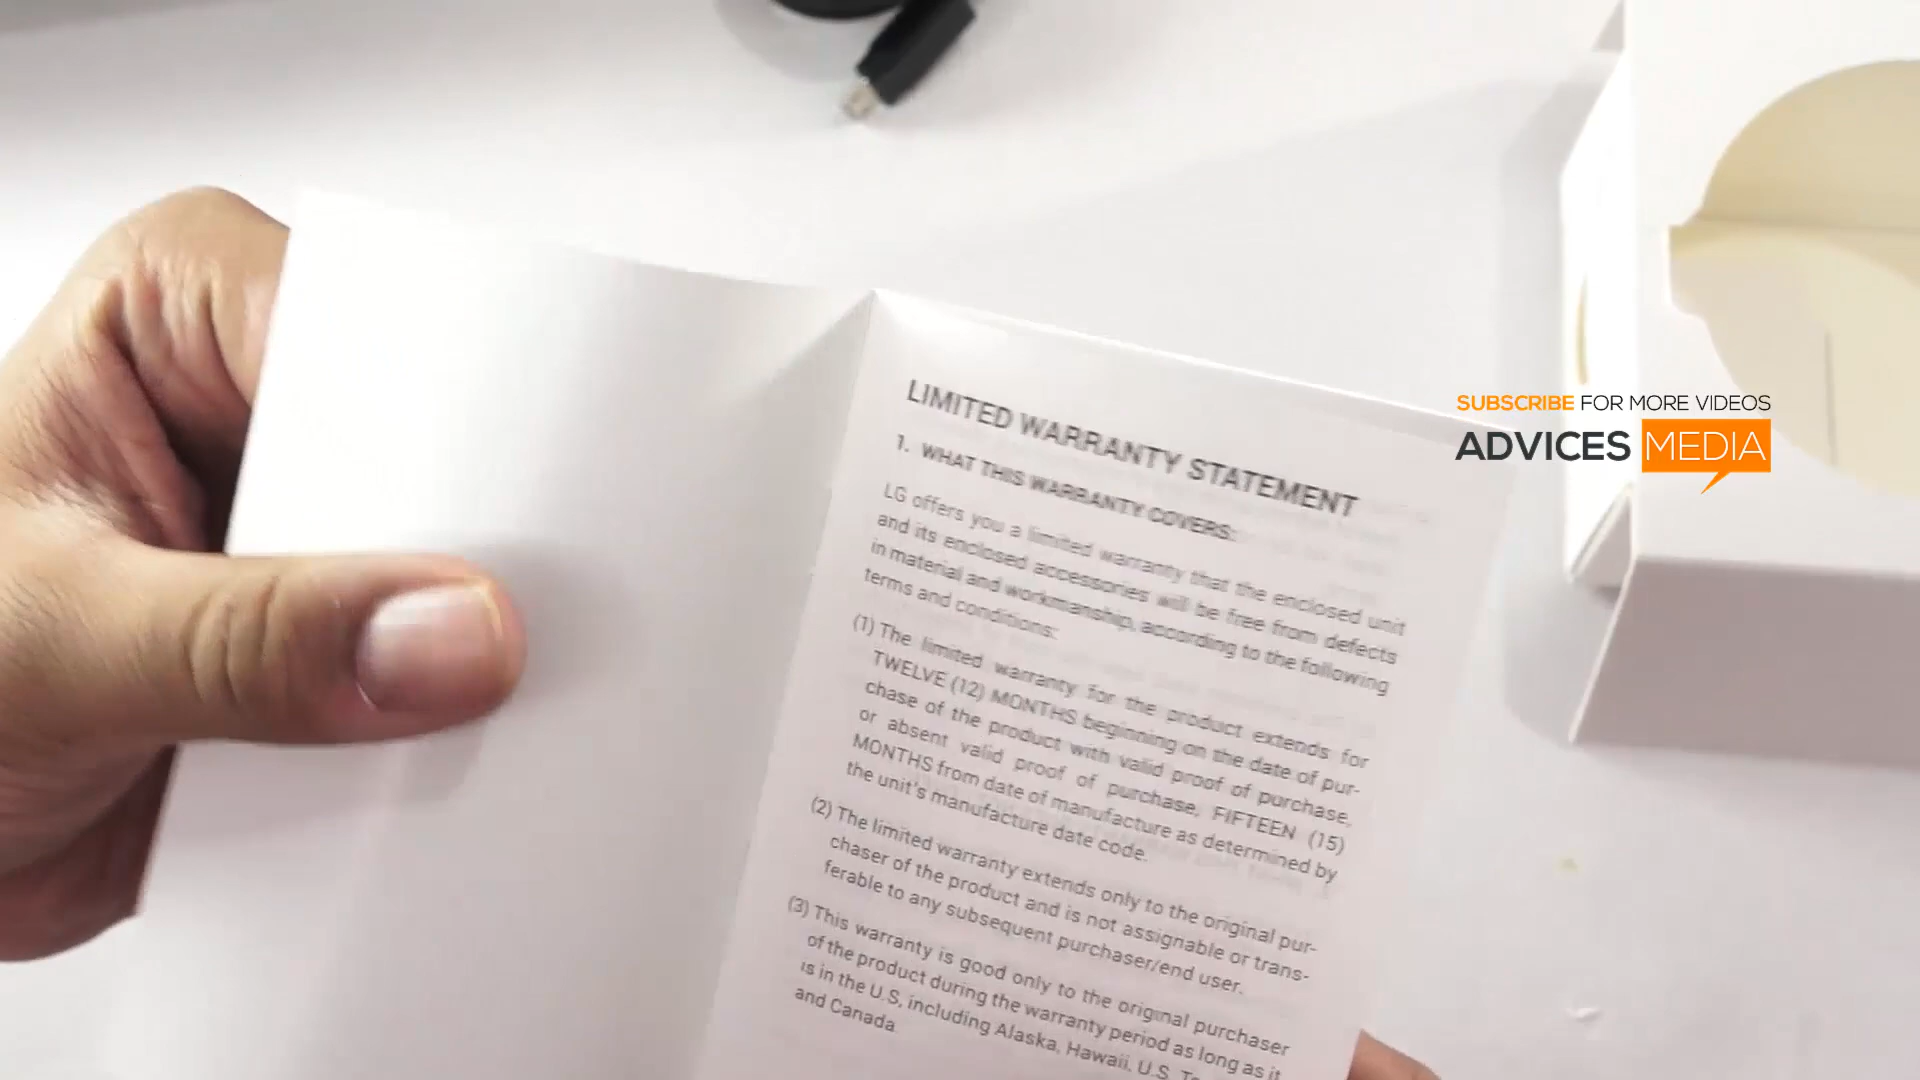 LIMITED WARRANTY STATEMENT
1. WHAT THIS WARRANTY COVERS:
LG offers you a limited warranty that the enclosed unit
and its enclosed accessories will be free from defects
in material and workmanship, according to the following
terms and conditions:
(1) The limited warranty for the product extends for
TWELVE (12) MONTHS beginning on the date of pur-
chase of the product with valid proof of purchase,
or absent valid proof of purchase, FIFTEEN (15)
MONTHS from date of manufacture as determined by
the unit's manufacture date code.
(2) The limited warranty extends only to the original pur-
chaser of the product and is not assignable or trans-
ferable to any subsequent purchaser/end user.
(3) This warranty is good only to the original purchaser
of the product during the warranty period as long as it
is in the U.S, including Alaska, Hawaii, U.S.
and Canada.
SUBSCRIBE FOR MORE VIDEOS
ADVICES MEDIA